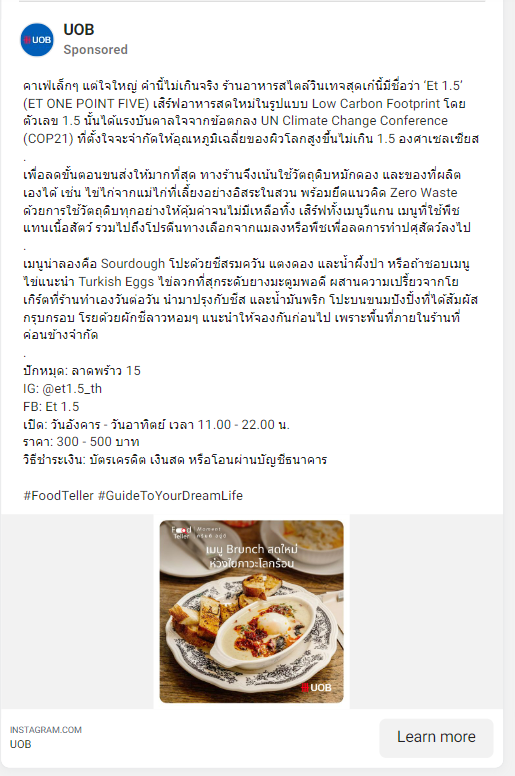 UOB
UOB
Sponsored
คาเฟ่เล็กๆ แต่ใจใหญ่ คำนี้ไม่เกินจริง ร้านอาหารสไตล์วินเทจสุดเก๋นี้มีชื่อว่า ‘Et 1.5’
(ET ONE POINT FIVE) เสิร์ฟอาหารสดใหม่ในรูปแบบ Low Carbon Footprint โดย
ตัวเลข 1.5 นั้นได้แรงบันดาลใจจากข้อตกลง UN Climate Change Conference
(COP21) ที่ตั้งใจจะจำกัดให้อุณหภูมิเฉลี่ยของผิวโลกสูงขึ้นไม่เกิน 1.5 องศาเซลเซียส
.
เพื่อลดขั้นตอนขนส่งให้มากที่สุด ทางร้านจึงเน้นใช้วัตถุดิบหมักดอง และของที่ผลิต
เองได้ เช่น ไข่ไก่จากแม่ไก่ที่เลี้ยงอย่างอิสระในสวน พร้อมยึดแนวคิด Zero Waste
ด้วยการใช้วัตถุดิบทุกอย่างให้คุ้มค่าจนไม่มีเหลือทิ้ง เสิร์ฟทั้งเมนูวีแกน เมนูที่ใช้พืช
แทนเนื้อสัตว์ รวมไปถึงโปรตีนทางเลือกจากแมลงหรือพืชเพื่อลดการทำปศุสัตว์ลงไป
.
เมนูน่าลองคือ Sourdough โปะด้วยชีสรมควัน แตงดอง และน้ำผึ้งป่า หรือถ้าชอบเมนู
ไข่แนะนำ Turkish Eggs ไข่ลวกที่สุกระดับยางมะตูมพอดี ผสานความเปรี้ยวจากโย
เกิร์ตที่ร้านทำเองวันต่อวัน นำมาปรุงกับชีส และน้ำมันพริก โปะบนขนมปังปิ้งที่ได้สัมผัส
กรุบกรอบ โรยด้วยผักชีลาวหอมๆ แนะนำให้จองกันก่อนไป เพราะพื้นที่ภายในร้านที่
ค่อนข้างจำกัด
.
ปักหมุด: ลาดพร้าว 15
IG: @et1.5_th
FB: Et 1.5
เปิด: วันอังคาร - วันอาทิตย์ เวลา 11.00 - 22.00 น.
ราคา: 300 - 500 บาท
วิธีชำระเงิน: บัตรเครดิต เงินสด หรือโอนผ่านบัญชีธนาคาร
#FoodTeller #GuideToYourDreamLife
Food Teller
Moment
เมนู Brunch สดใหม่
ห่วงใยภาวะโลกร้อน
UOB
INSTAGRAM.COM
UOB
Learn more